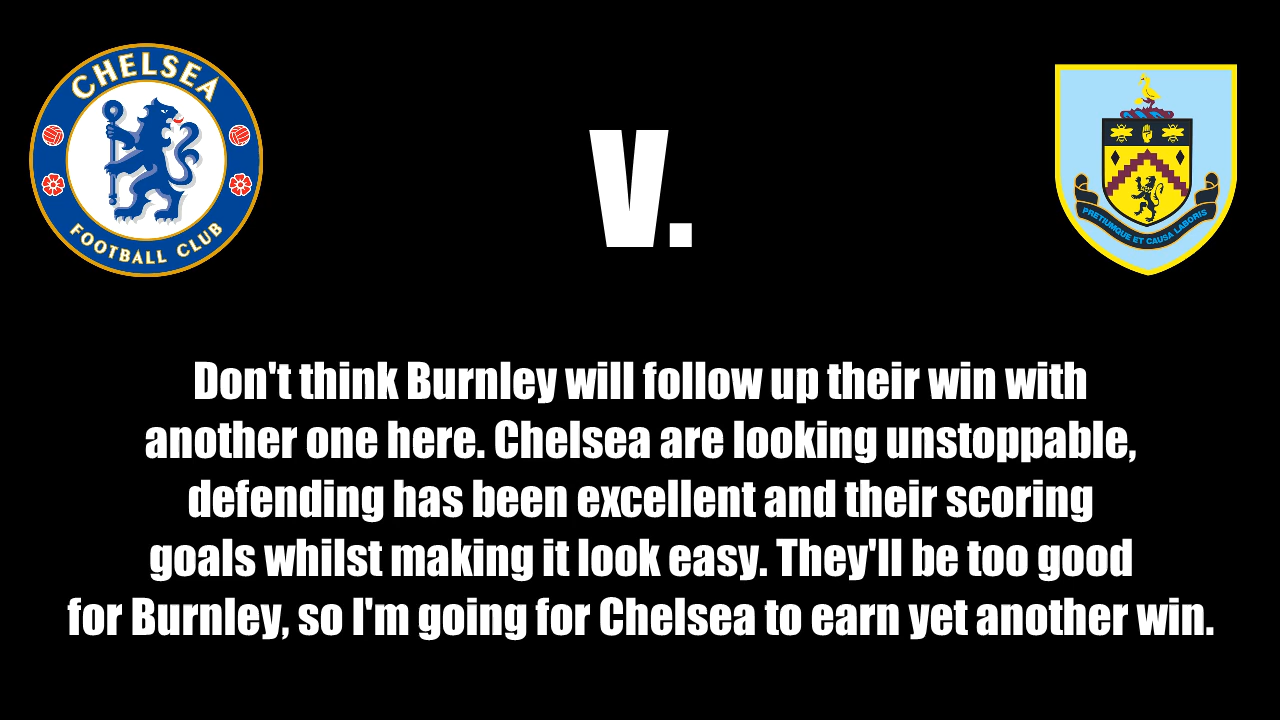 CHELSEA
FOOTBALL CLUB
V.
PRETIUMQUE ET CAUSA LABORIS
Don't think Burnley will follow up their win with
another one here. Chelsea are looking unstoppable,
defending has been excellent and their scoring
goals whilst making it look easy. They'll be too good
for Burnley, so I'm going for Chelsea to earn yet another win.